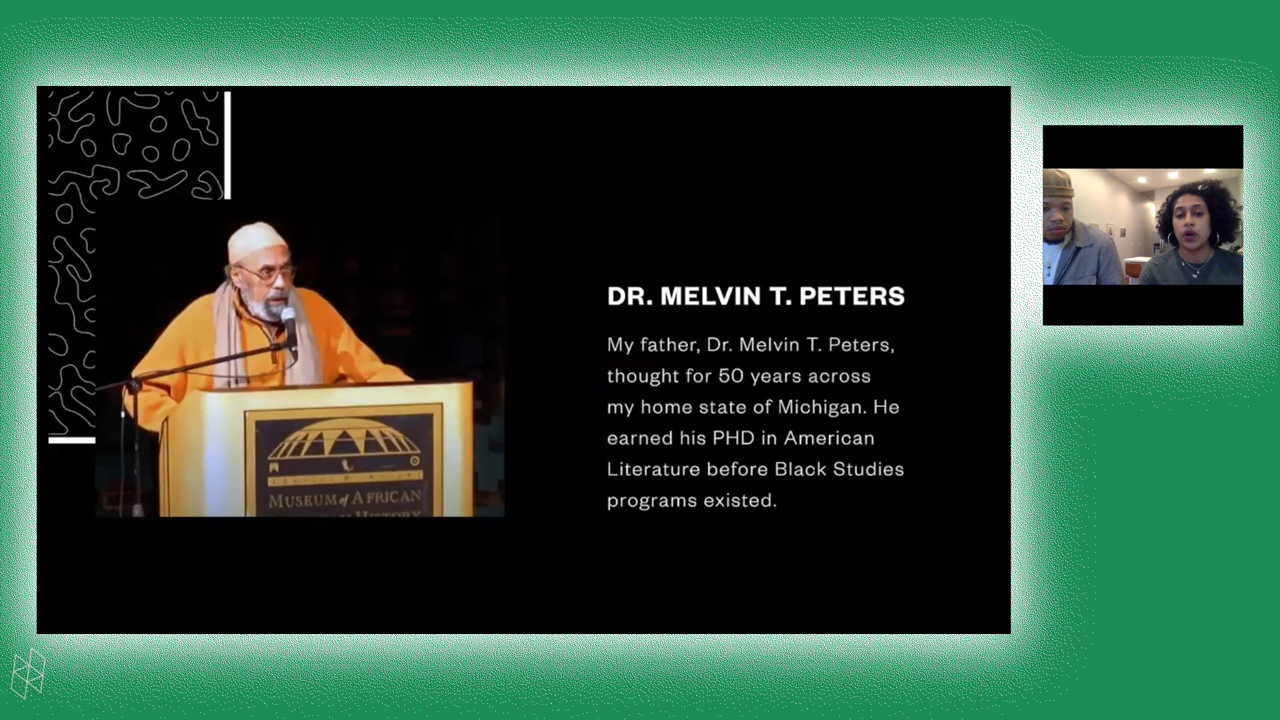 DR. MELVIN T. PETERS
My father, Dr. Melvin T. Peters,
thought for 50 years across
my home state of Michigan. He
earned his PHD in American
Literature before Black Studies
programs existed.
MUSEUM of AFRICAN
HISTORY